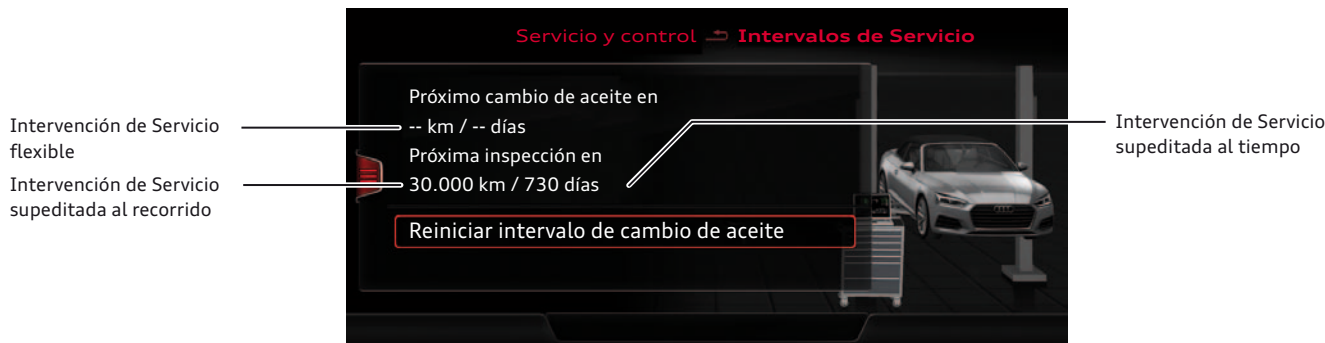 Servicio y control Intervalos de Servicio
Próximo cambio de aceite en
-- km / -- días
Próxima inspección en
30.000 km / 730 días
Reiniciar intervalo de cambio de aceite
Intervención de Servicio
flexible
Intervención de Servicio
supeditada al recorrido
Intervención de Servicio
supeditada al tiempo